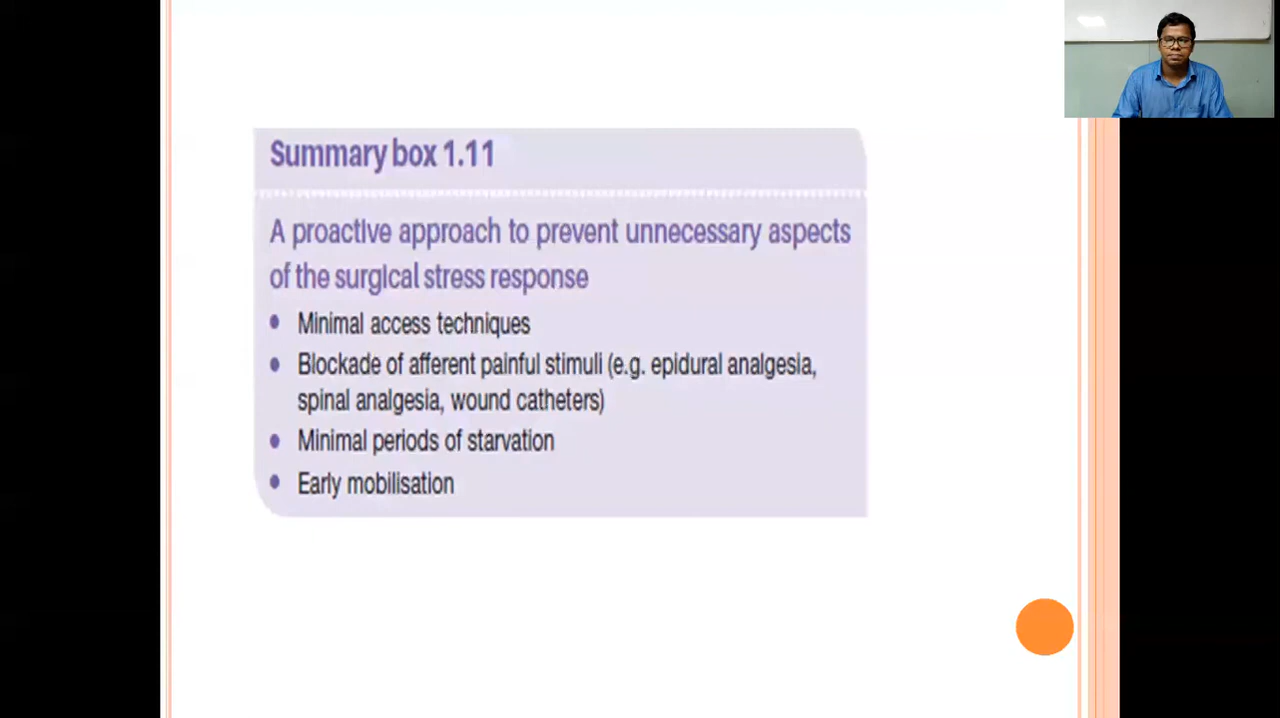 Summary box 1.11
A proactive approach to prevent unnecessary aspects
of the surgical stress response
• Minimal access techniques
• Blockade of afferent painful stimuli (e.g. epidural analgesia,
spinal analgesia, wound catheters)
• Minimal periods of starvation
• Early mobilisation